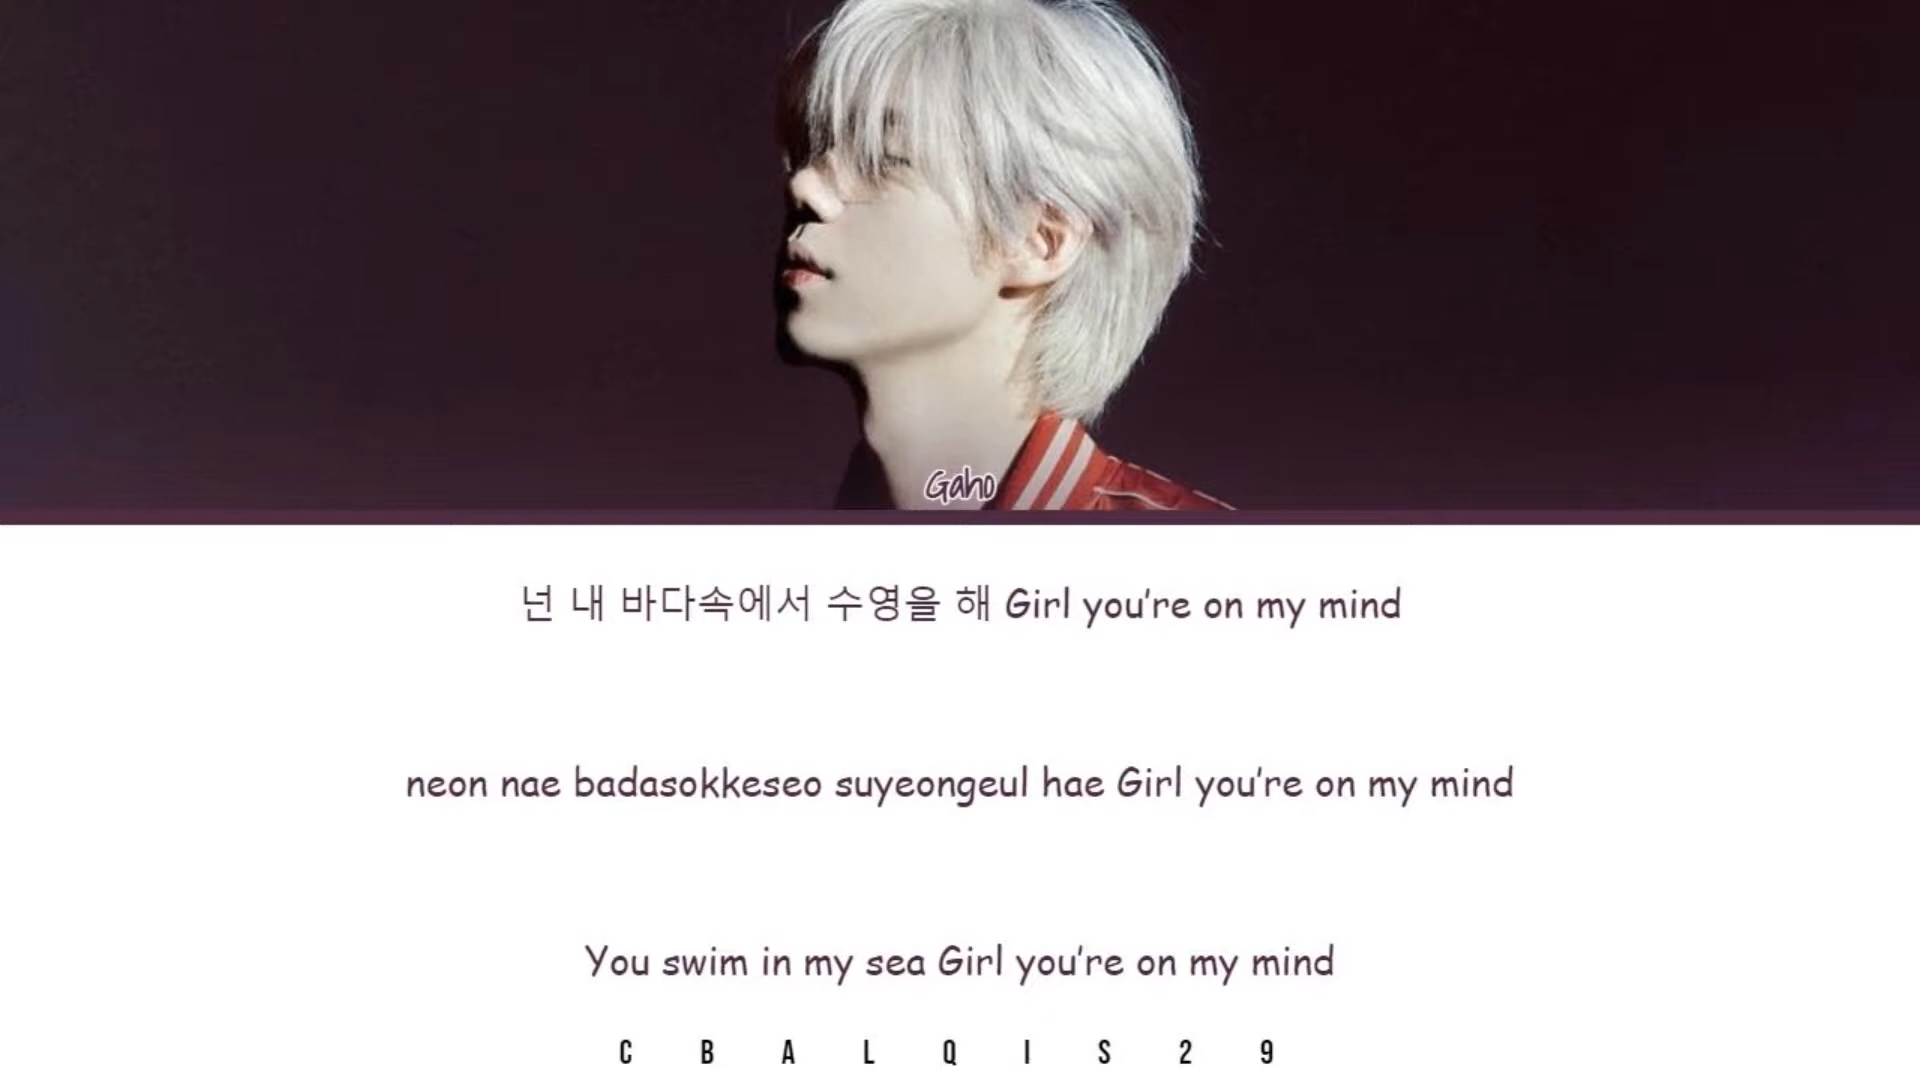 Gaho
넌 내 바다속에서 수영을 해 Girl you're on my mind
neon nae badasokkeseo suyeongeul hae Girl you're on my mind
You swim in my sea Girl you're on my mind
C B A L Q I S 2 9